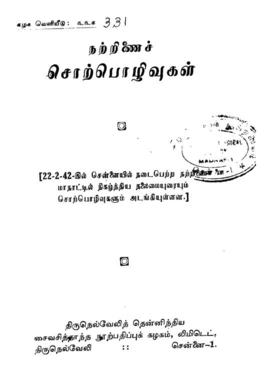 கழக வெளியீடு : ௩௩௧ 331
நற்றிணைச்
சொற்பொழிவுகள்
[22-2-42-இல் சென்னையில் நடைபெற்ற நற்றிணை
மாநாட்டில் நிகழ்த்திய தலைமையுரையும்
சொற்பொழிவுகளும் அடங்கியுள்ளன.]
திருநெல்வேலித் தென்னிந்திய
சைவசித்தாந்த நூற்பதிப்புக் கழகம், லிமிடெட்,
திருநெல்வேலி :: சென்னை-1.